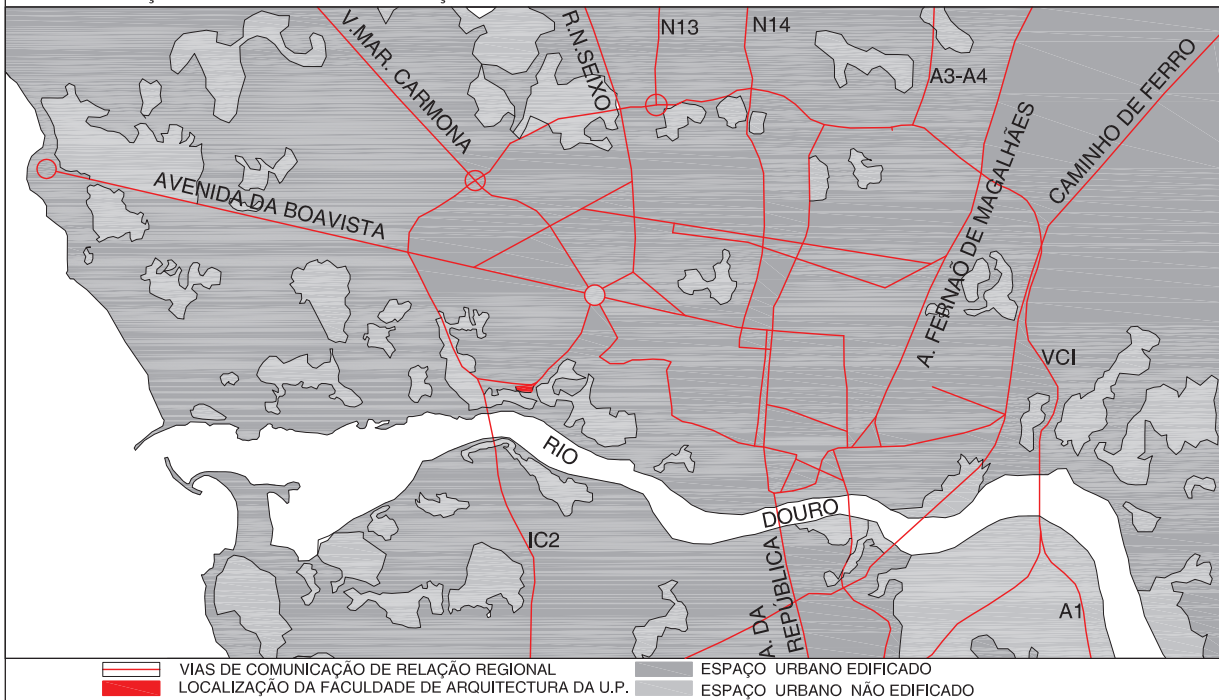 V.MAR. CARMONA
R.N.SEIXO
N13
N14
A3-A4
A. FERNAÕ DE MAGALHÃES
CAMINHO DE FERRO
AVENIDA DA BOAVISTA
VCI
RIO
DOURO
IC2
A. DA
REPÚBLICA
A1
VÍAS DE COMUNICAÇÃO DE RELAÇÃO REGIONAL
LOCALIZAÇÃO DA FACULDADE DE ARQUITECTURA DA U.P.
ESPAÇO URBANO EDIFICADO
ESPAÇO URBANO NÃO EDIFICADO